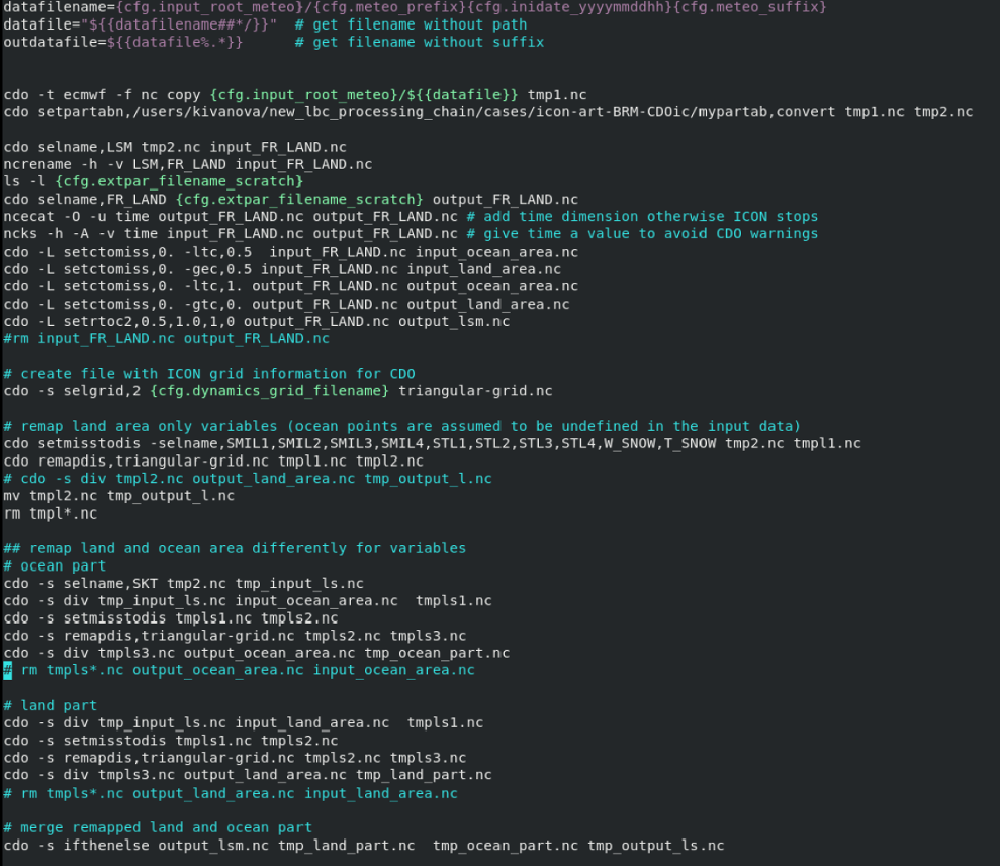 datafilename={cfg.input_root_meteo}/{cfg.meteo_prefix}{cfg.inidate_yyyymmddhh}{cfg.meteo_suffix}
datafile="${{datafilename##*/}}"  # get filename without path
outdatafile=${{datafile%.*}}      # get filename without suffix
cdo -t ecmwf -f nc copy {cfg.input_root_meteo}/${{datafile}} tmp1.nc
cdo setpartabn,/users/kivanova/new_lbc_processing_chain/cases/icon-art-BRM-CDOic/mypartab,convert tmp1.nc tmp2.nc
cdo selname,LSM tmp2.nc input_FR_LAND.nc
ncrename -h -v LSM,FR_LAND input_FR_LAND.nc
ls -l {cfg.extpar_filename_scratch}
cdo selname,FR_LAND {cfg.extpar_filename_scratch} output_FR_LAND.nc
ncecat -O -u time output_FR_LAND.nc output_FR_LAND.nc # add time dimension otherwise ICON stops
ncks -h -A -v time input_FR_LAND.nc output_FR_LAND.nc # give time a value to avoid CDO warnings
cdo -L setctomiss,0. -ltc,0.5  input_FR_LAND.nc input_ocean_area.nc
cdo -L setctomiss,0. -gec,0.5 input_FR_LAND.nc input_land_area.nc
cdo -L setctomiss,0. -ltc,1. output_FR_LAND.nc output_ocean_area.nc
cdo -L setctomiss,0. -gtc,0. output_FR_LAND.nc output_land_area.nc
cdo -L setrtoc2,0.5,1.0,1,0 output_FR_LAND.nc output_lsm.nc
#rm input_FR_LAND.nc output_FR_LAND.nc
# create file with ICON grid information for CDO
cdo -s selgrid,2 {cfg.dynamics_grid_filename} triangular-grid.nc
# remap land area only variables (ocean points are assumed to be undefined in the input data)
cdo setmisstodis -selname,SMIL1,SMIL2,SMIL3,SMIL4,STL1,STL2,STL3,STL4,W_SNOW,T_SNOW tmp2.nc tmpl1.nc
cdo remapdis,triangular-grid.nc tmpl1.nc tmpl2.nc
# cdo -s div tmpl2.nc output_land_area.nc tmp_output_l.nc
mv tmpl2.nc tmp_output_l.nc
rm tmpl*.nc
## remap land and ocean area differently for variables
# ocean part
cdo -s selname,SKT tmp2.nc tmp_input_ls.nc
cdo -s div tmp_input_ls.nc input_ocean_area.nc  tmpls1.nc
cdo -s setmisstodis tmpls1.nc tmpls2.nc
cdo -s remapdis,triangular-grid.nc tmpls2.nc tmpls3.nc
cdo -s div tmpls3.nc output_ocean_area.nc tmp_ocean_part.nc
# rm tmpls*.nc output_ocean_area.nc input_ocean_area.nc
# land part
cdo -s div tmp_input_ls.nc input_land_area.nc  tmpls1.nc
cdo -s setmisstodis tmpls1.nc tmpls2.nc
cdo -s remapdis,triangular-grid.nc tmpls2.nc tmpls3.nc
cdo -s div tmpls3.nc output_land_area.nc tmp_land_part.nc
# rm tmpls*.nc output_land_area.nc input_land_area.nc
# merge remapped land and ocean part
cdo -s ifthenelse output_lsm.nc tmp_land_part.nc  tmp_ocean_part.nc tmp_output_ls.nc